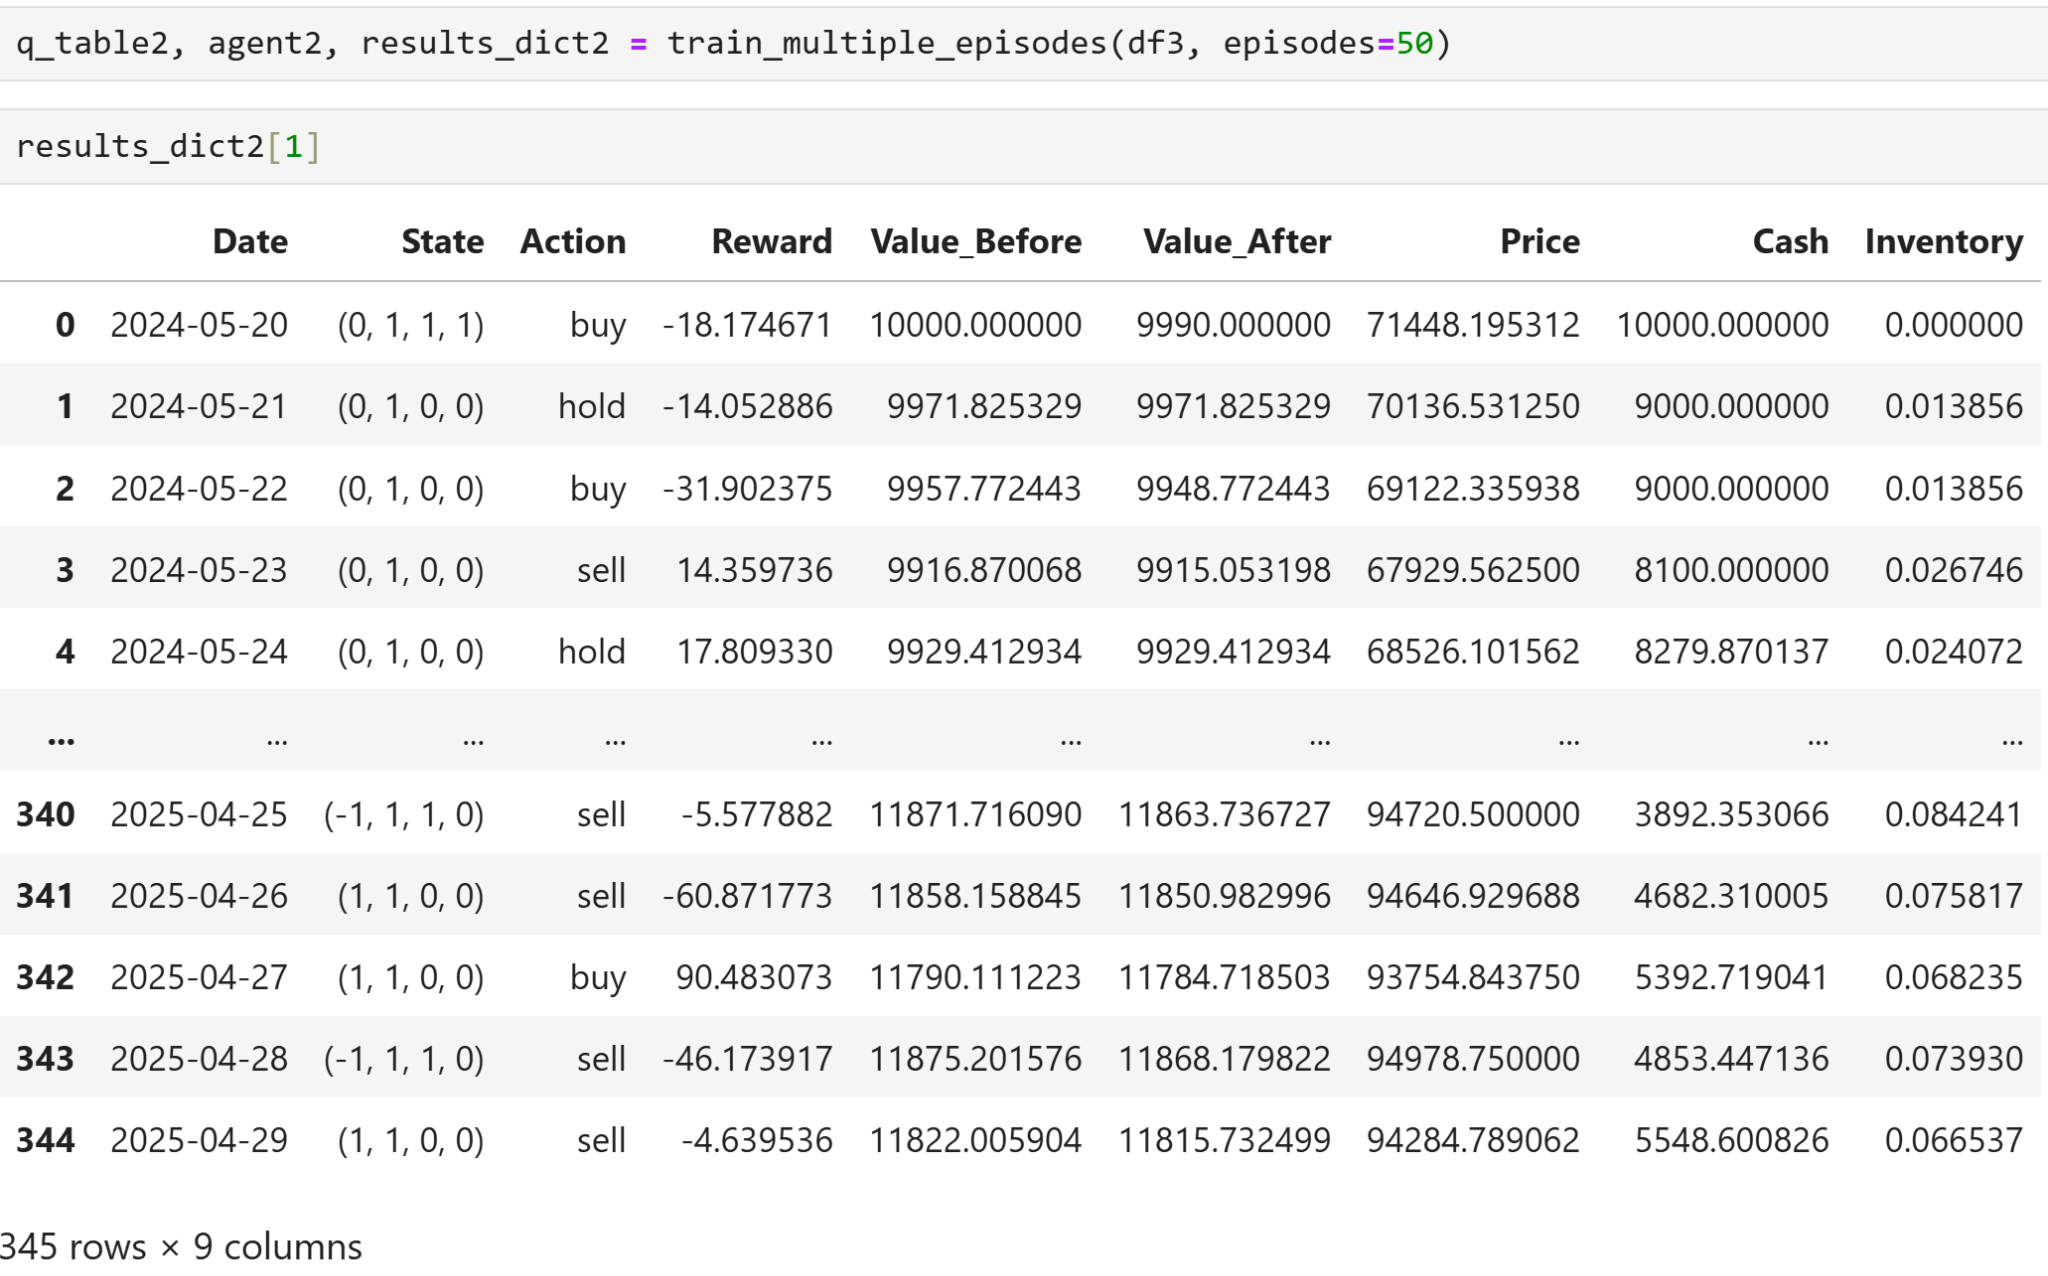 q_table2, agent2, results_dict2 = train_multiple_episodes(df3, episodes=50)
results_dict2[1]
Date State Action Reward Value_Before Value_After Price Cash Inventory
0 2024-05-20 (0, 1, 1, 1) buy -18.174671 10000.000000 9990.000000 71448.195312 10000.000000 0.000000
1 2024-05-21 (0, 1, 0, 0) hold -14.052886 9971.825329 9971.825329 70136.531250 9000.000000 0.013856
2 2024-05-22 (0, 1, 0, 0) buy -31.902375 9957.772443 9948.772443 69122.335938 9000.000000 0.013856
3 2024-05-23 (0, 1, 0, 0) sell 14.359736 9916.870068 9915.053198 67929.562500 8100.000000 0.026746
4 2024-05-24 (0, 1, 0, 0) hold 17.809330 9929.412934 9929.412934 68526.101562 8279.870137 0.024072
... ... ... ... ... ... ... ... ... ...
340 2025-04-25 (-1, 1, 1, 0) sell -5.577882 11871.716090 11863.736727 94720.500000 3892.353066 0.084241
341 2025-04-26 (1, 1, 0, 0) sell -60.871773 11858.158845 11850.982996 94646.929688 4682.310005 0.075817
342 2025-04-27 (1, 1, 0, 0) buy 90.483073 11790.111223 11784.718503 93754.843750 5392.719041 0.068235
343 2025-04-28 (-1, 1, 1, 0) sell -46.173917 11875.201576 11868.179822 94978.750000 4853.447136 0.073930
344 2025-04-29 (1, 1, 0, 0) sell -4.639536 11822.005904 11815.732499 94284.789062 5548.600826 0.066537
345 rows × 9 columns